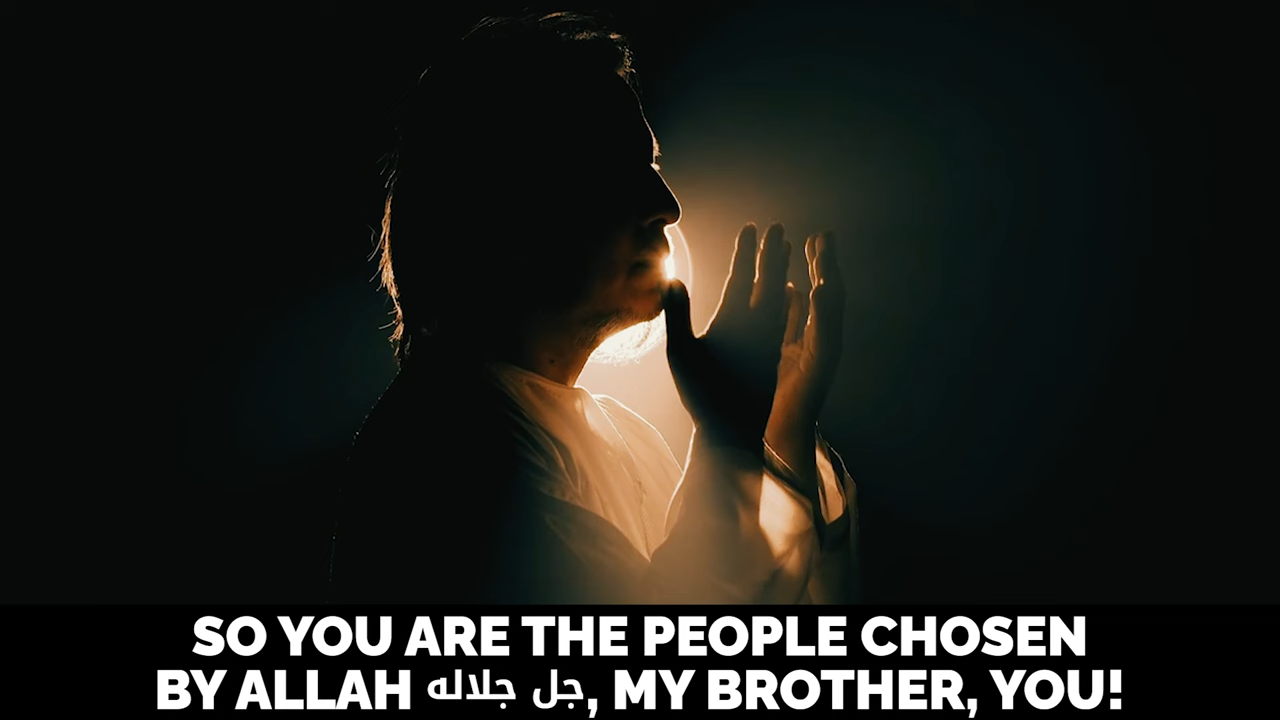 SO YOU ARE THE PEOPLE CHOSEN
BY ALLAH جل جلاله, MY BROTHER, YOU!